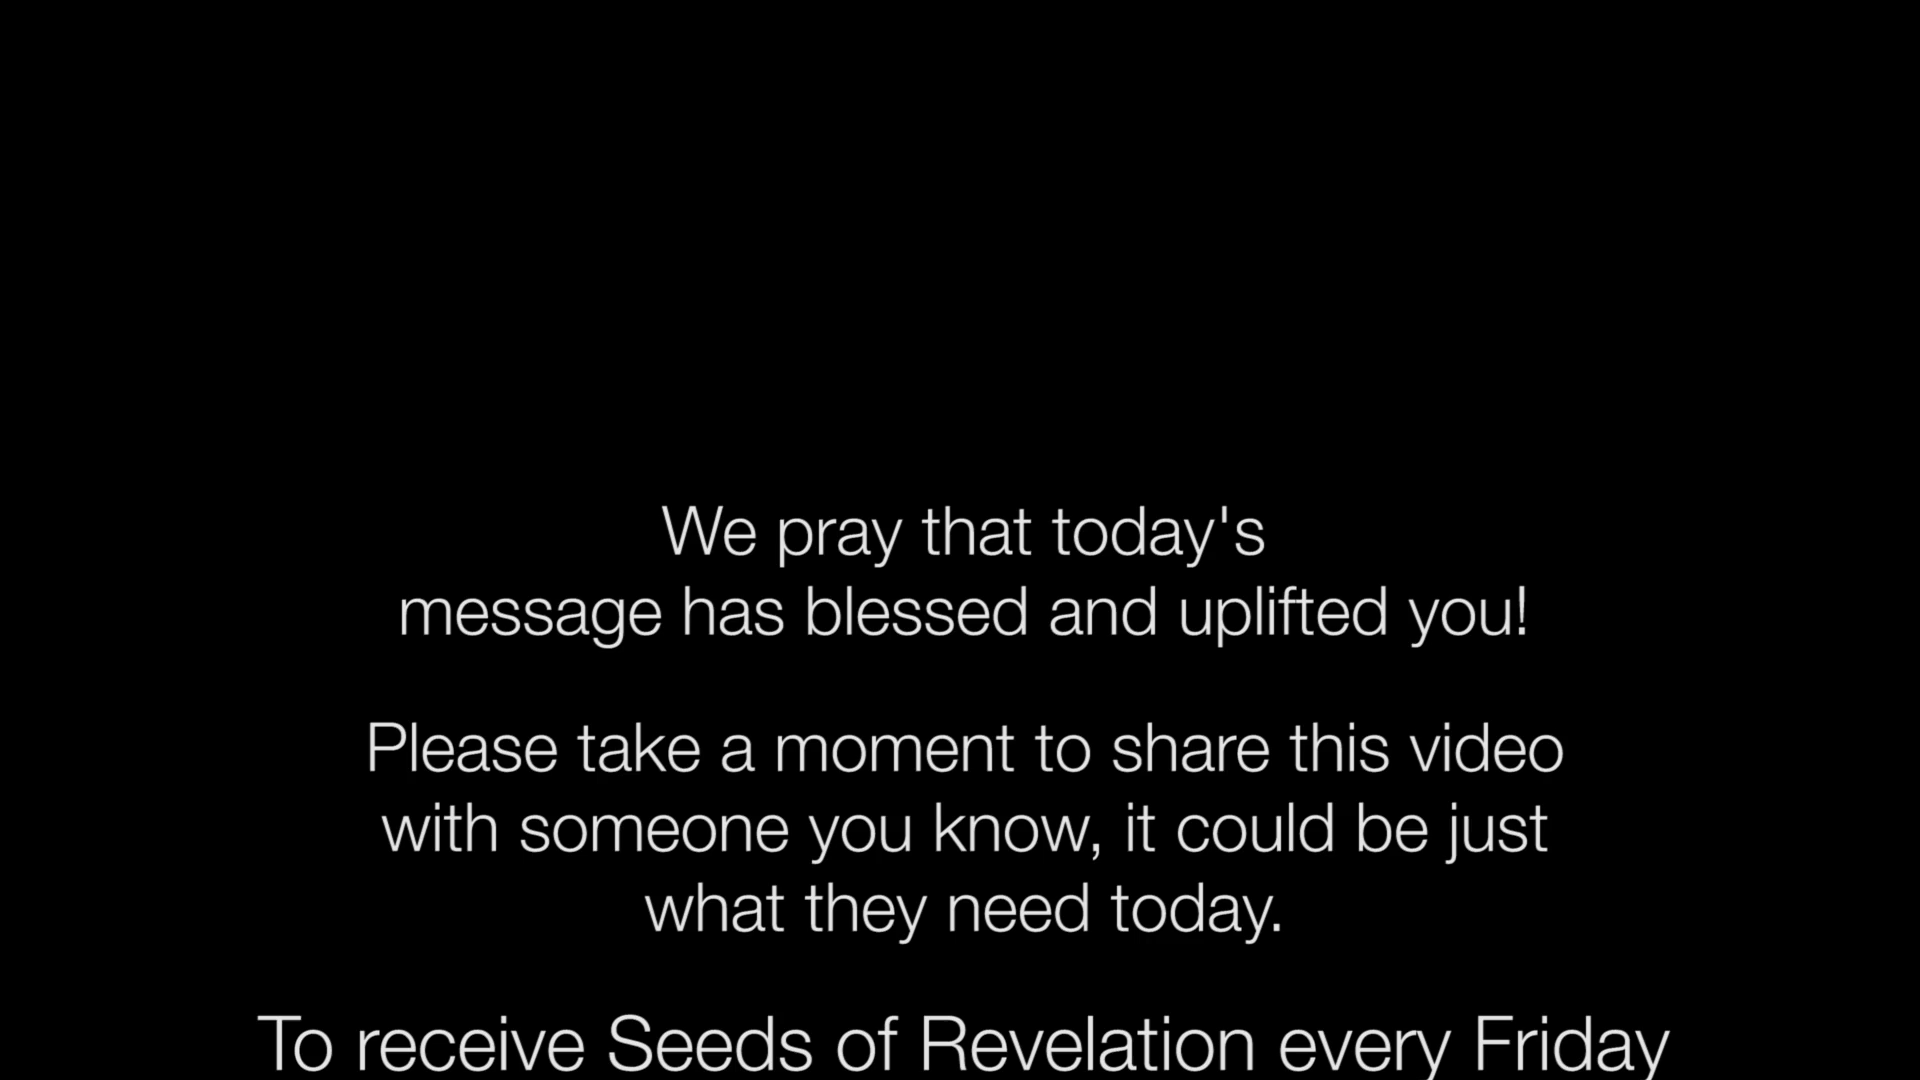 We pray that today's
message has blessed and uplifted you!
Please take a moment to share this video
with someone you know, it could be just
what they need today.
To receive Seeds of Revelation every Friday